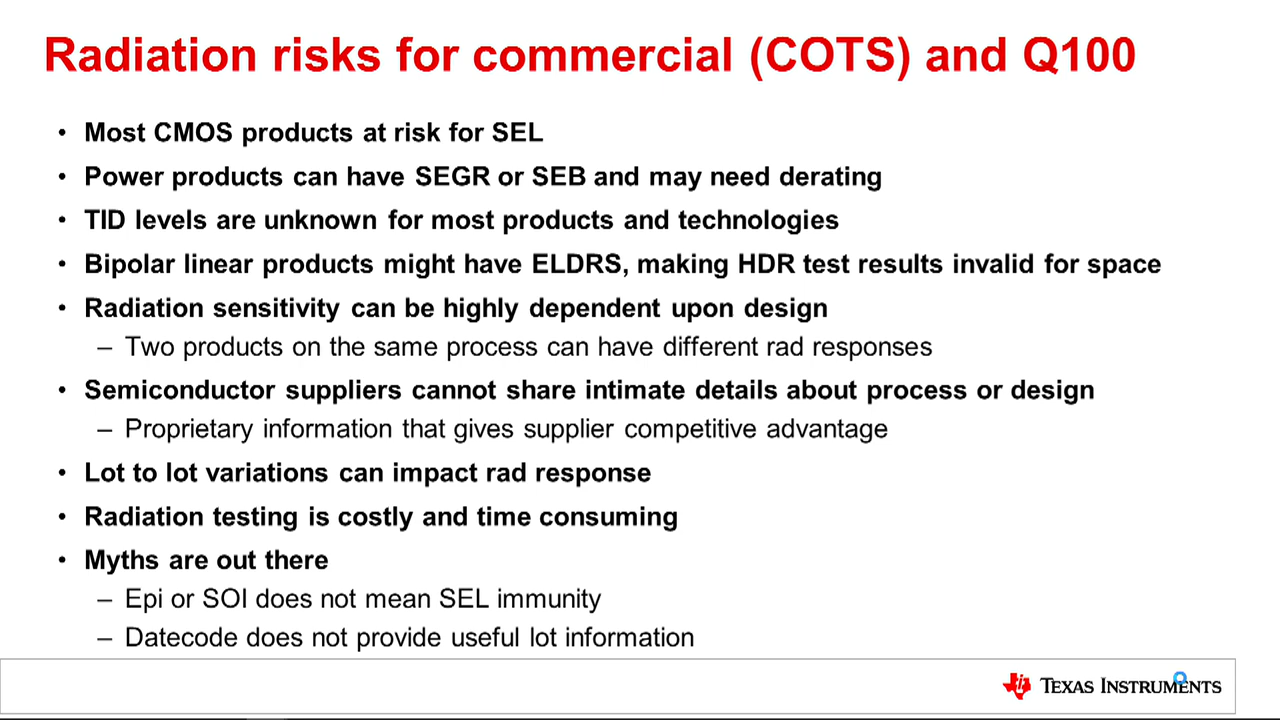 Radiation risks for commercial (COTS) and Q100
• Most CMOS products at risk for SEL
• Power products can have SEGR or SEB and may need derating
• TID levels are unknown for most products and technologies
• Bipolar linear products might have ELDRS, making HDR test results invalid for space
• Radiation sensitivity can be highly dependent upon design
– Two products on the same process can have different rad responses
• Semiconductor suppliers cannot share intimate details about process or design
– Proprietary information that gives supplier competitive advantage
• Lot to lot variations can impact rad response
• Radiation testing is costly and time consuming
• Myths are out there
– Epi or SOI does not mean SEL immunity
– Datecode does not provide useful lot information
TEXAS INSTRUMENTS